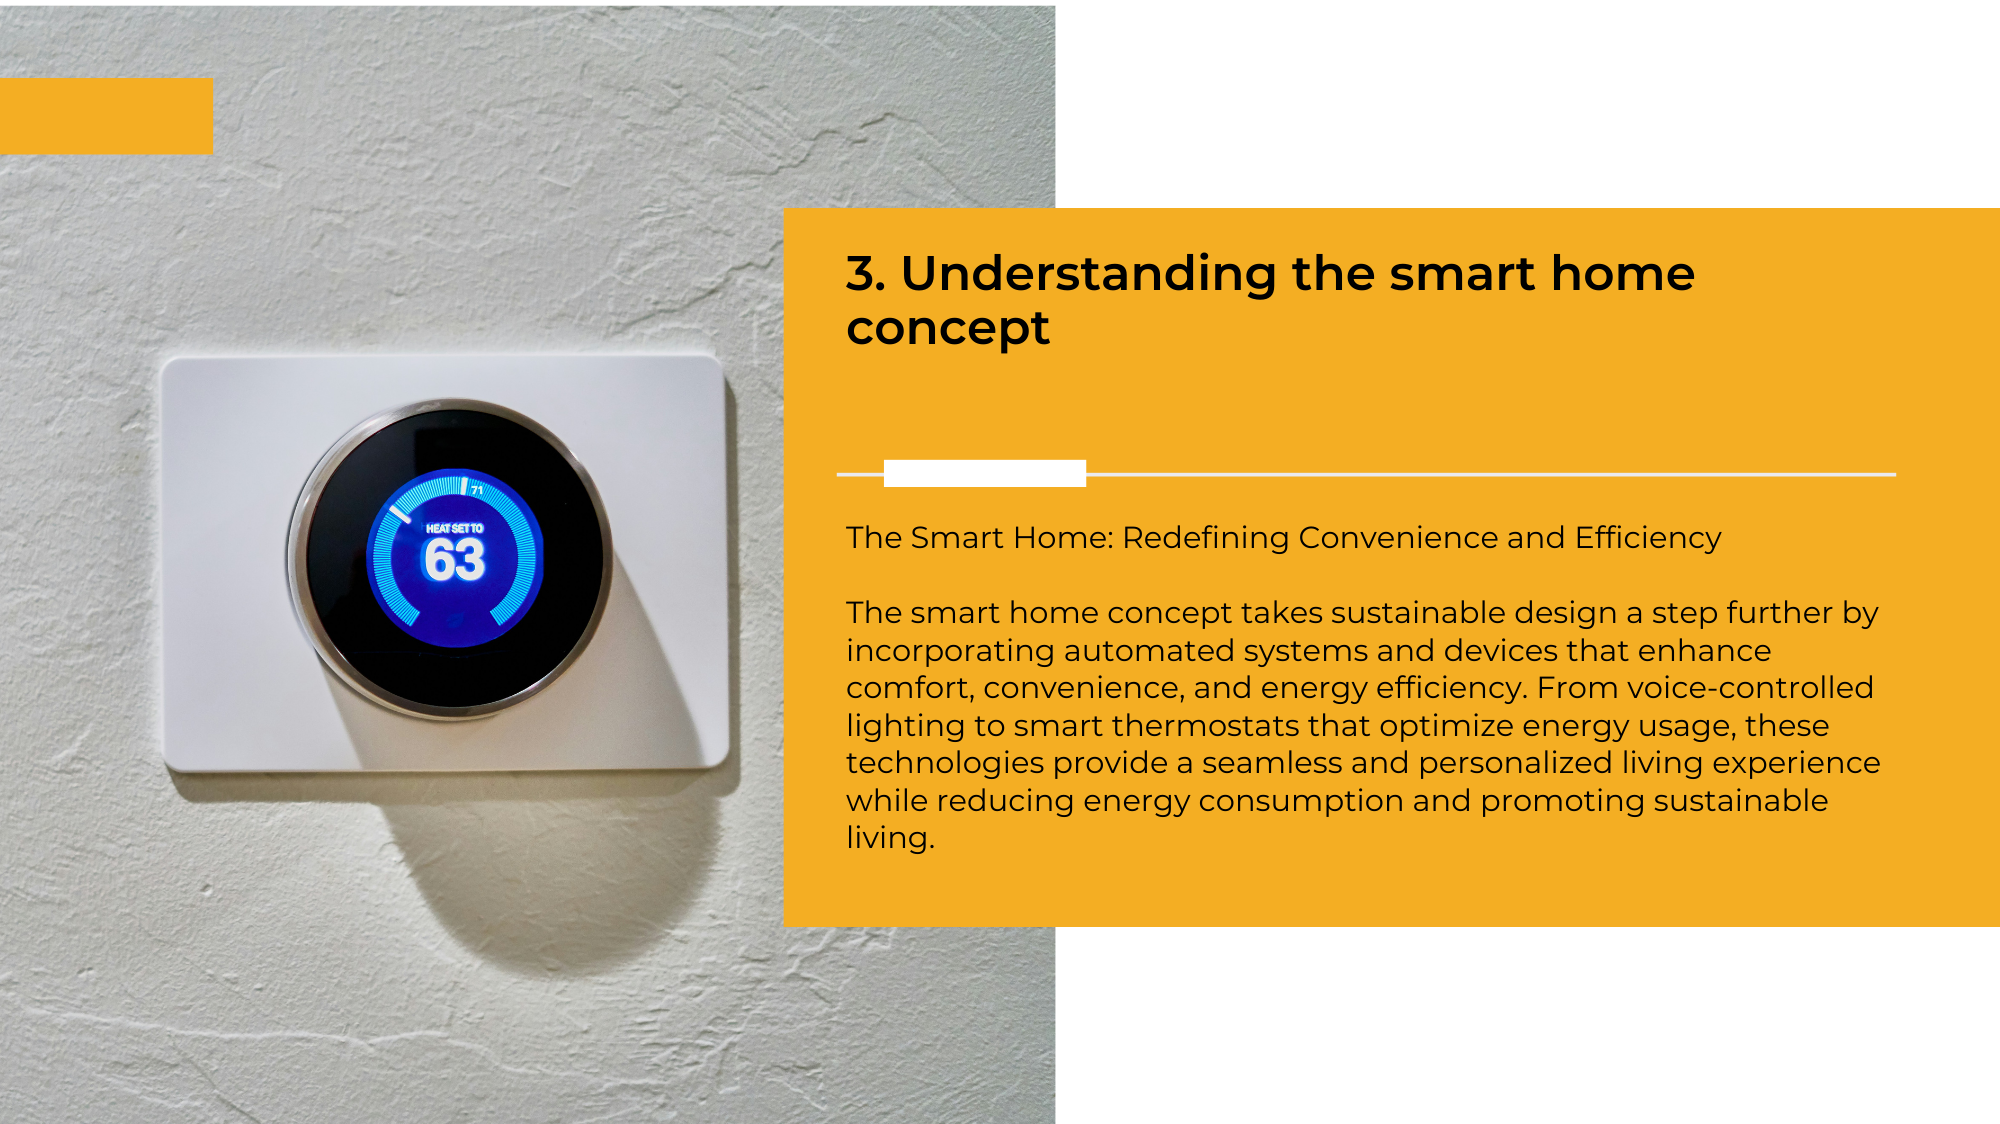 71
HEAT SET TO
63
3. Understanding the smart home
concept
The Smart Home: Redefining Convenience and Efficiency
The smart home concept takes sustainable design a step further by
incorporating automated systems and devices that enhance
comfort, convenience, and energy efficiency. From voice-controlled
lighting to smart thermostats that optimize energy usage, these
technologies provide a seamless and personalized living experience
while reducing energy consumption and promoting sustainable
living.